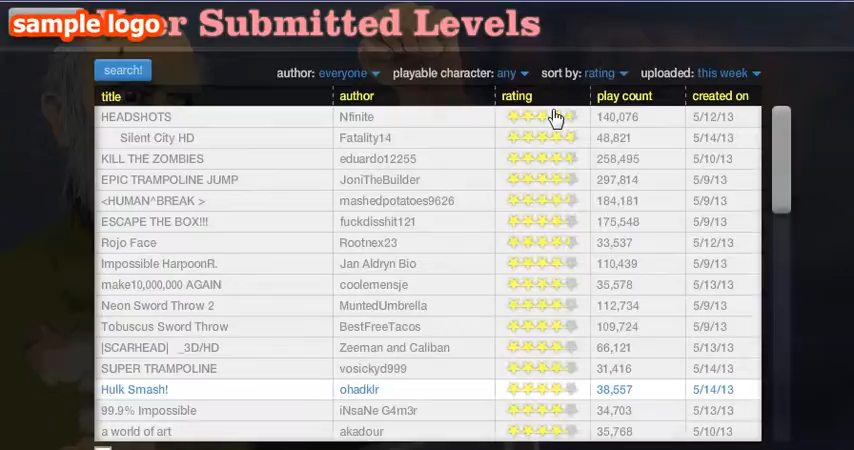 sample logo er Submitted Levels
search! author: everyone playable character: any sort by: rating uploaded: this week
title author rating play count created on
HEADSHOTS Nfinite 140,076 5/12/13
Silent City HD Fatality14 48,821 5/14/13
KILL THE ZOMBIES eduardo12255 258,495 5/10/13
EPIC TRAMPOLINE JUMP JoniTheBuilder 297,814 5/9/13
<HUMAN^BREAK > mashedpotatoes9626 184,181 5/9/13
ESCAPE THE BOX!!! fuckdisshit121 175,548 5/9/13
Rojo Face Rootnex23 33,537 5/12/13
Impossible HarpoonR. Jan Aldryn Bio 110,439 5/9/13
make10,000,000 AGAIN coolemensje 35,578 5/13/13
Neon Sword Throw 2 MuntedUmbrella 112,734 5/9/13
Tobuscus Sword Throw BestFreeTacos 109,724 5/9/13
|SCARHEAD| _3D/HD Zeeman and Caliban 66,121 5/13/13
SUPER TRAMPOLINE vosickyd999 31,416 5/14/13
Hulk Smash! ohadklr 38,557 5/14/13
99.9% Impossible iNsaNe G4m3r 34,703 5/13/13
a world of art akadour 35,768 5/10/13